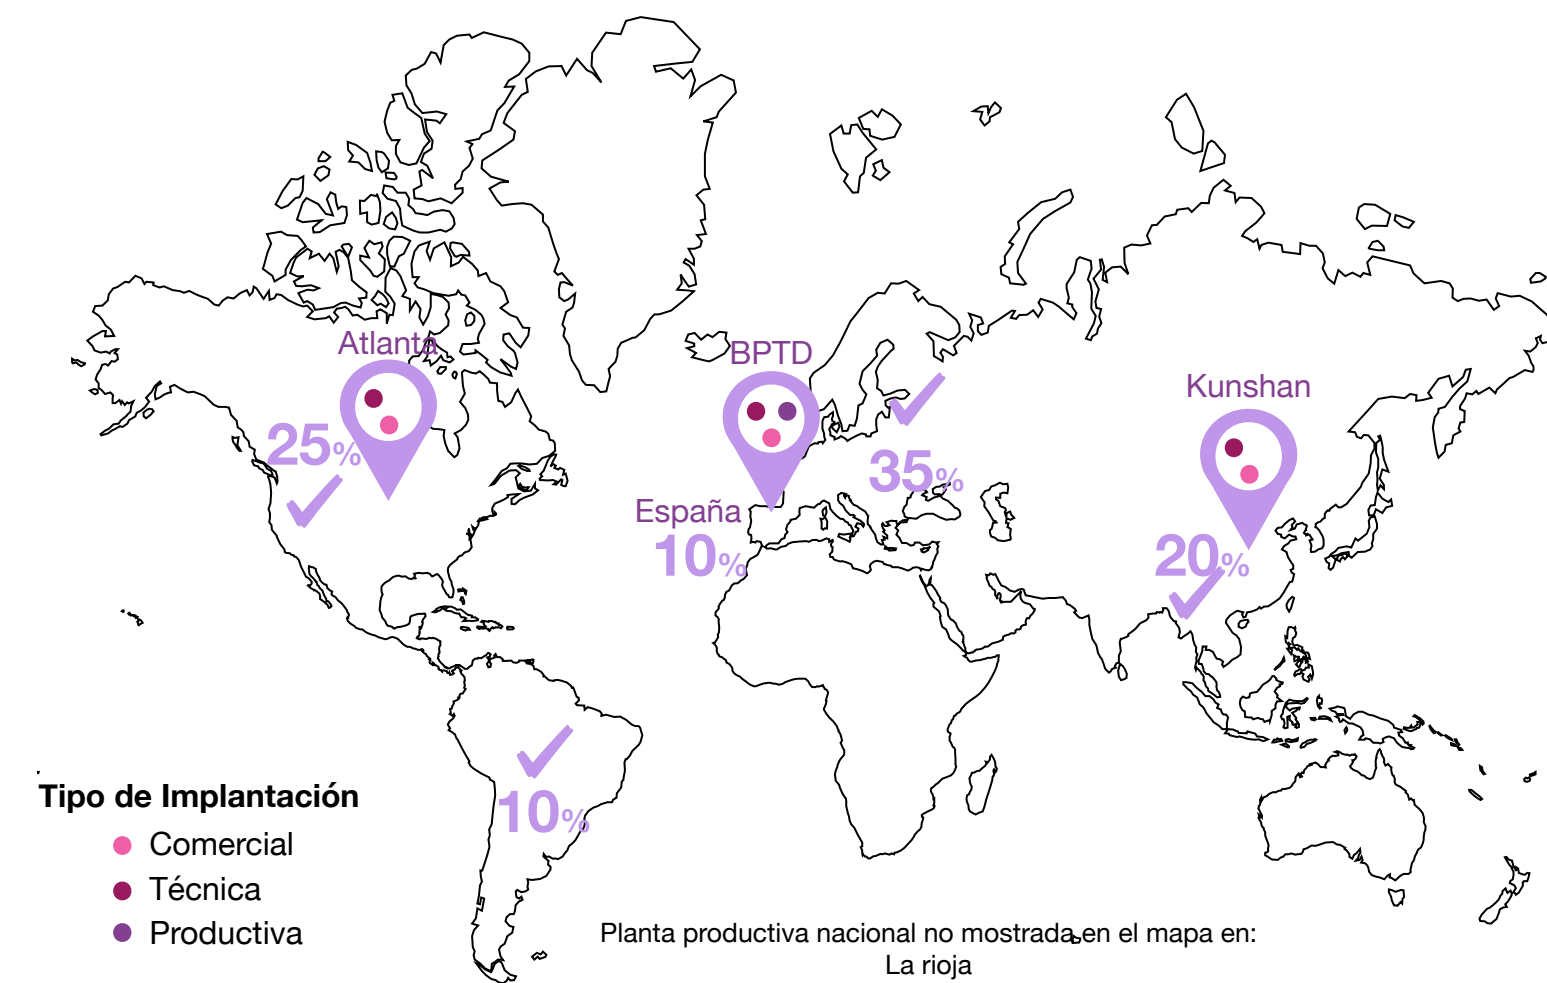 Atlanta
BPTD
Kunshan
25%
35%
España
10%
20%
10%
Tipo de Implantación
Comercial
Técnica
Productiva
Planta productiva nacional no mostrada en el mapa en:
La rioja